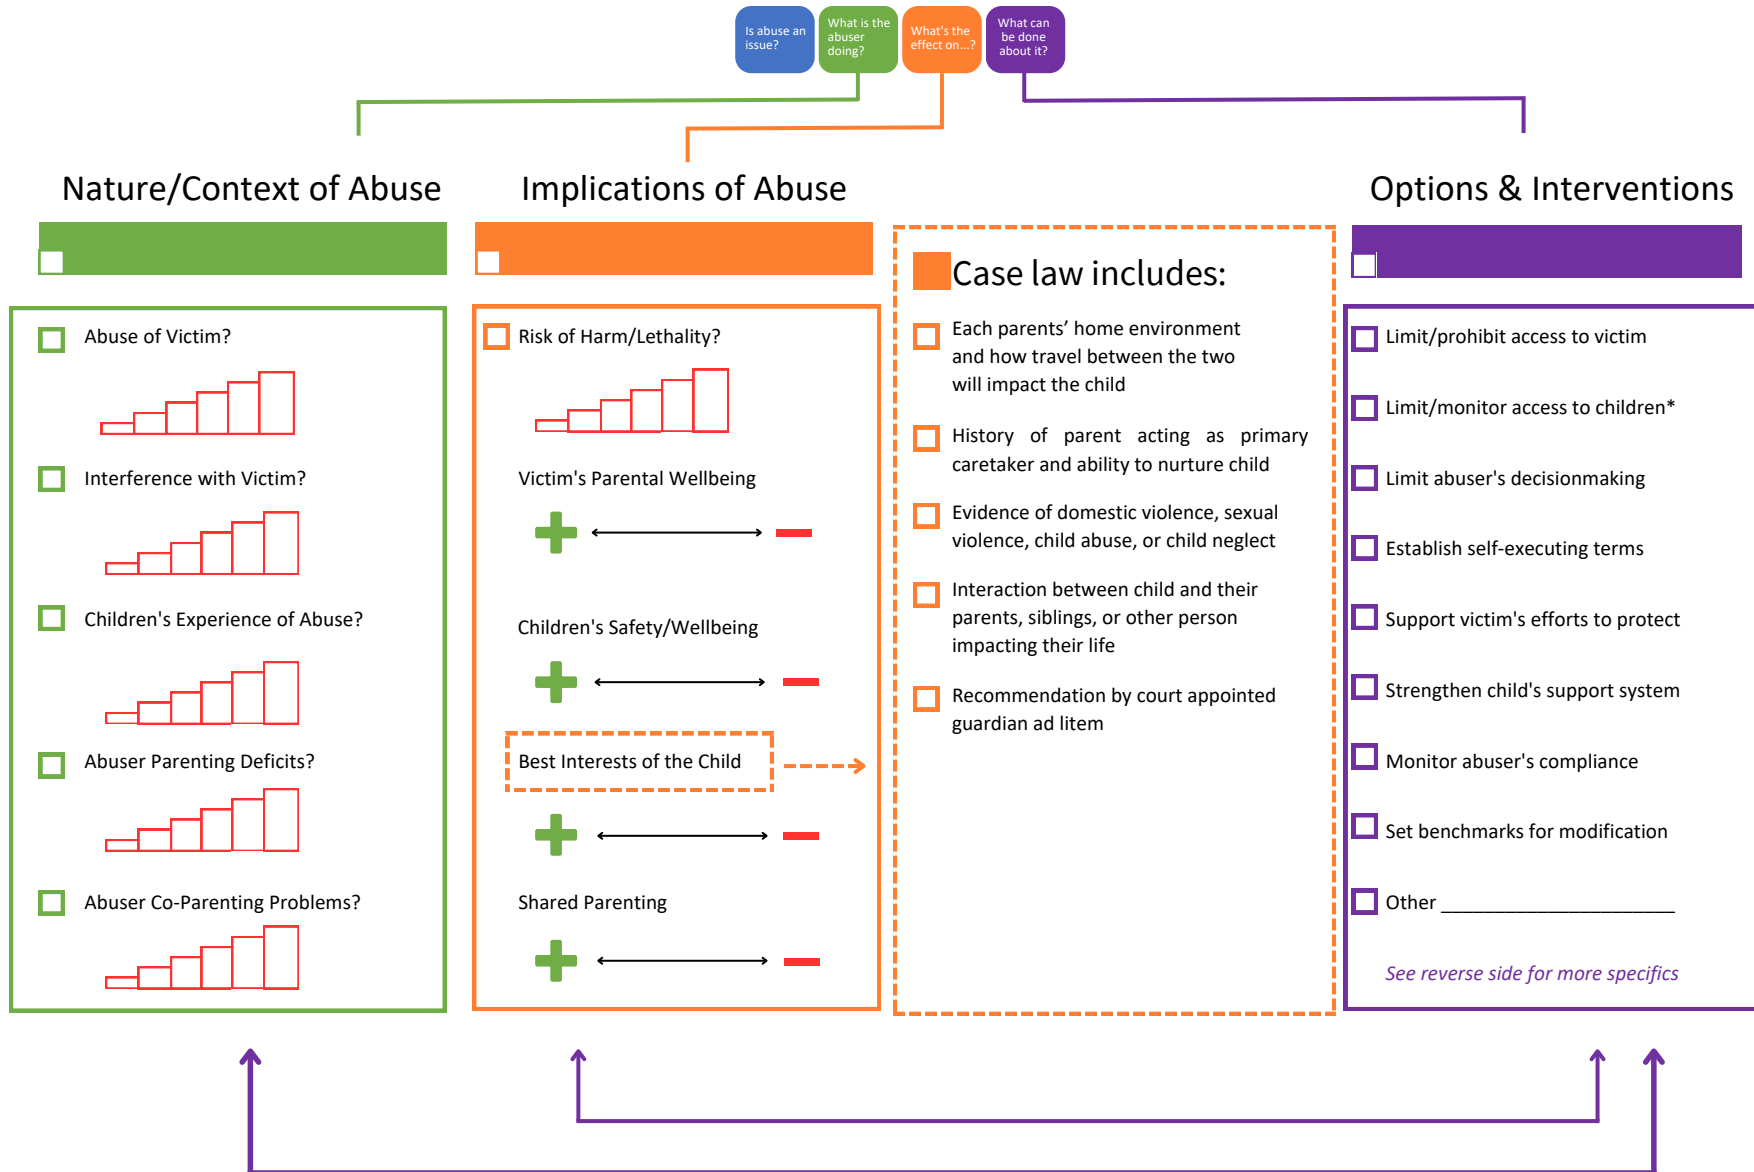 Is abuse an
issue?
What is the
abuser
doing?
What's the
effect on...?
What can
be done
about it?
Nature/Context of Abuse
Abuse of Victim?
Interference with Victim?
Children's Experience of Abuse?
Abuser Parenting Deficits?
Abuser Co-Parenting Problems?
Implications of Abuse
Risk of Harm/Lethality?
Victim's Parental Wellbeing
Children's Safety/Wellbeing
Best Interests of the Child
Shared Parenting
Case law includes:
Each parents’ home environment
and how travel between the two
will impact the child
History of parent acting as primary
caretaker and ability to nurture child
Evidence of domestic violence, sexual
violence, child abuse, or child neglect
Interaction between child and their
parents, siblings, or other person
impacting their life
Recommendation by court appointed
guardian ad litem
Options & Interventions
Limit/prohibit access to victim
Limit/monitor access to children*
Limit abuser's decisionmaking
Establish self-executing terms
Support victim's efforts to protect
Strengthen child's support system
Monitor abuser's compliance
Set benchmarks for modification
Other ______________________
See reverse side for more specifics